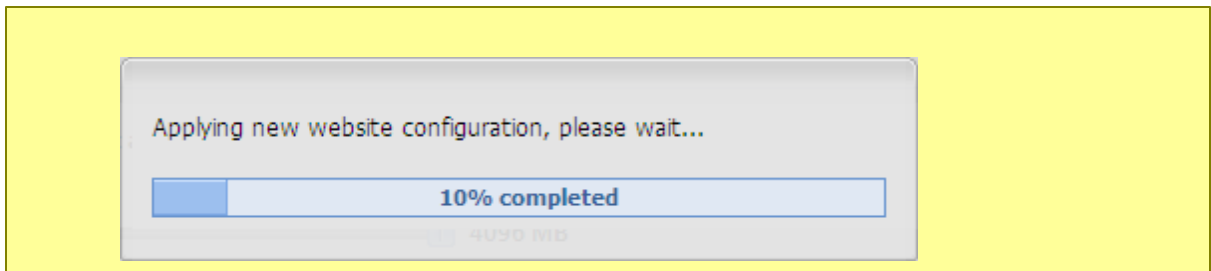 Applying new website configuration, please wait...
10% completed
4096 MB